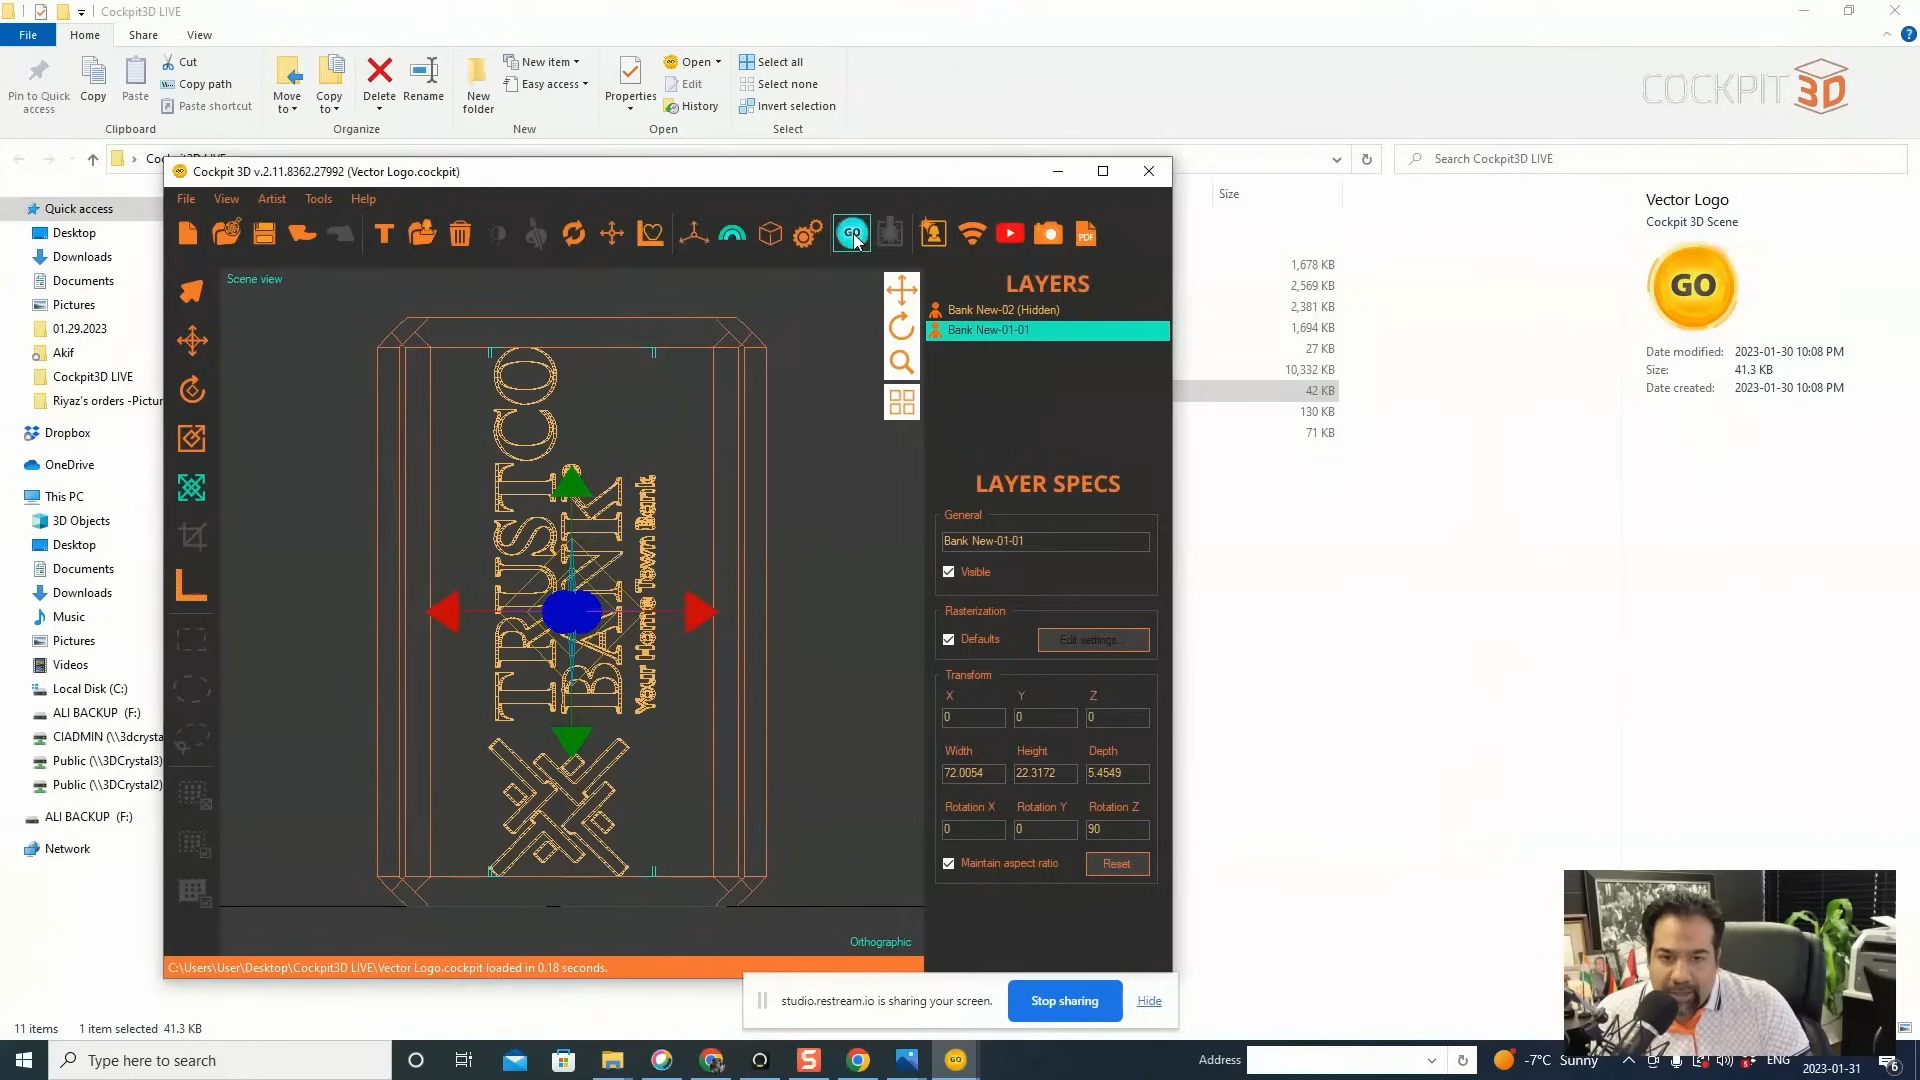 Cockpit3D LIVE
File Home Share View
Pin to Quick access
Copy
Paste
Cut
Copy path
Paste shortcut
Clipboard
Move to
Copy to
Delete
Rename
Organize
New folder
New item
Easy access
New
Properties
Open
Edit
History
Open
Select all
Select none
Invert selection
Select
COCKPIT 3D
Search Cockpit3D LIVE
Quick access
Desktop
Downloads
Documents
Pictures
01.29.2023
Akif
Cockpit3D LIVE
Riyaz's orders -Pictur
Dropbox
OneDrive
This PC
3D Objects
Desktop
Documents
Downloads
Music
Pictures
Videos
Local Disk (C:)
ALI BACKUP (F:)
CIADMIN (\\3dcrysta
Public (\\3DCrystal3)
Public (\\3DCrystal2)
ALI BACKUP (F:)
Network
Cockpit 3D v.2.11.8362.27992 (Vector Logo.cockpit)
File View Artist Tools Help
T
GO
PDF
Scene view
TRUSTCO
BANK
Your Home Town Bank
Orthographic
LAYERS
Bank New-02 (Hidden)
Bank New-01-01
LAYER SPECS
General
Bank New-01-01
Visible
Rasterization
Defaults
Edit settings...
Transform
X Y Z
0 0 0
Width Height Depth
72.0054 22.3172 5.4549
Rotation X Rotation Y Rotation Z
0 0 90
Maintain aspect ratio
Reset
C:\Users\User\Desktop\Cockpit3D LIVE\Vector Logo.cockpit loaded in 0.18 seconds.
Size
1,678 KB
2,569 KB
2,381 KB
1,694 KB
27 KB
10,332 KB
42 KB
130 KB
71 KB
Vector Logo
Cockpit 3D Scene
GO
Date modified: 2023-01-30 10:08 PM
Size: 41.3 KB
Date created: 2023-01-30 10:08 PM
studio.restream.io is sharing your screen.
Stop sharing
Hide
11 items 1 item selected 41.3 KB
Type here to search
GO
Address
-7°C Sunny
ENG
2023-01-31
6